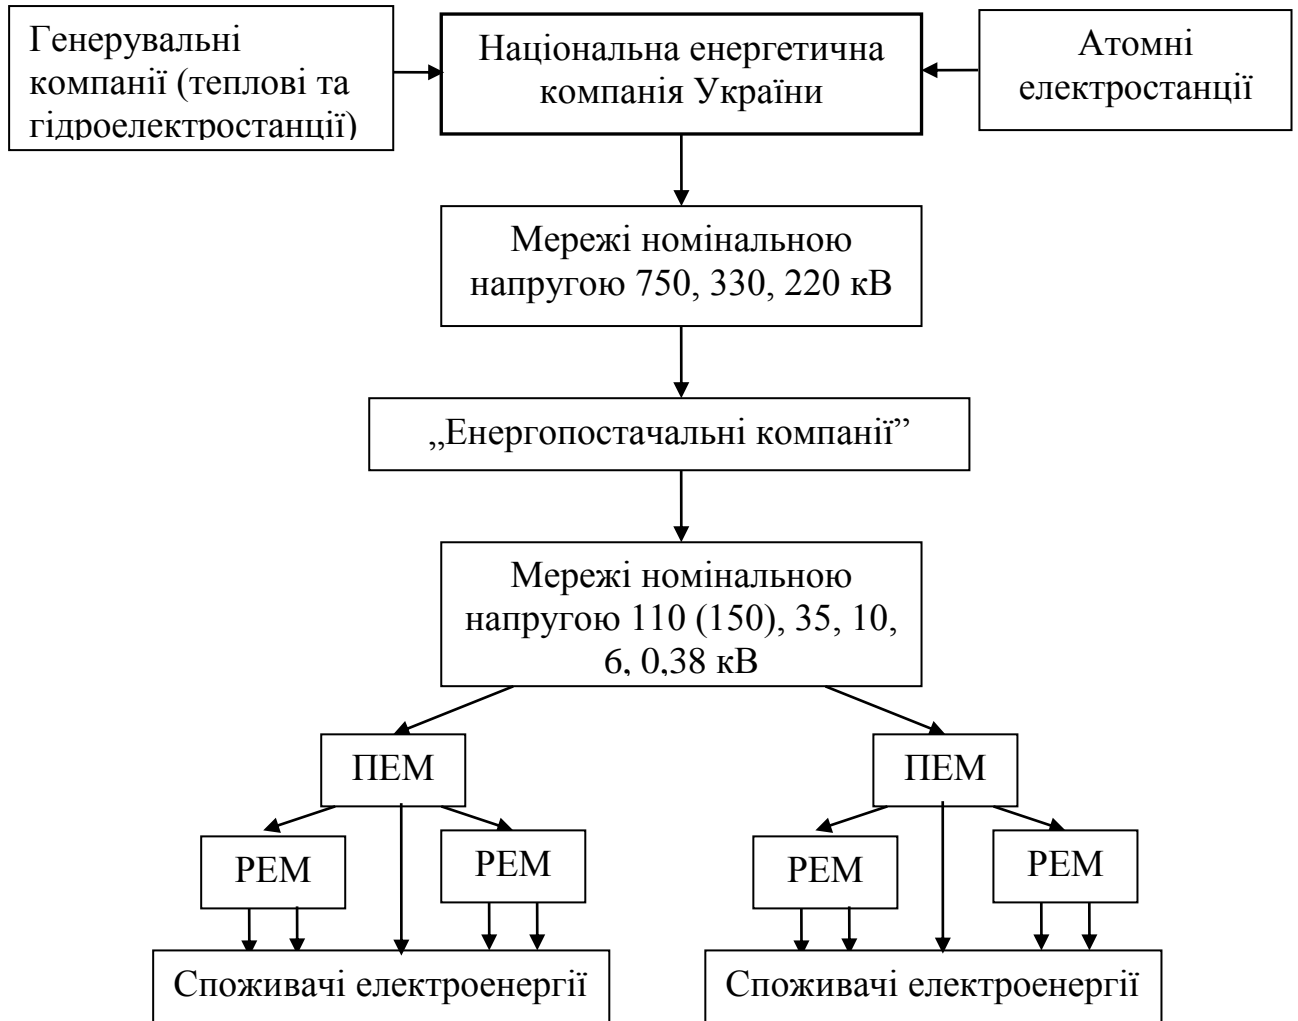 Генерувальні
компанії (теплові та
гідроелектростанції)
Національна енергетична
компанія України
Атомні
електростанції
Мережі номінальною
напругою 750, 330, 220 кВ
„Енергопостачальні компанії”
Мережі номінальною
напругою 110 (150), 35, 10,
6, 0,38 кВ
ПЕМ
ПЕМ
РЕМ
РЕМ
РЕМ
РЕМ
Споживачі електроенергії
Споживачі електроенергії